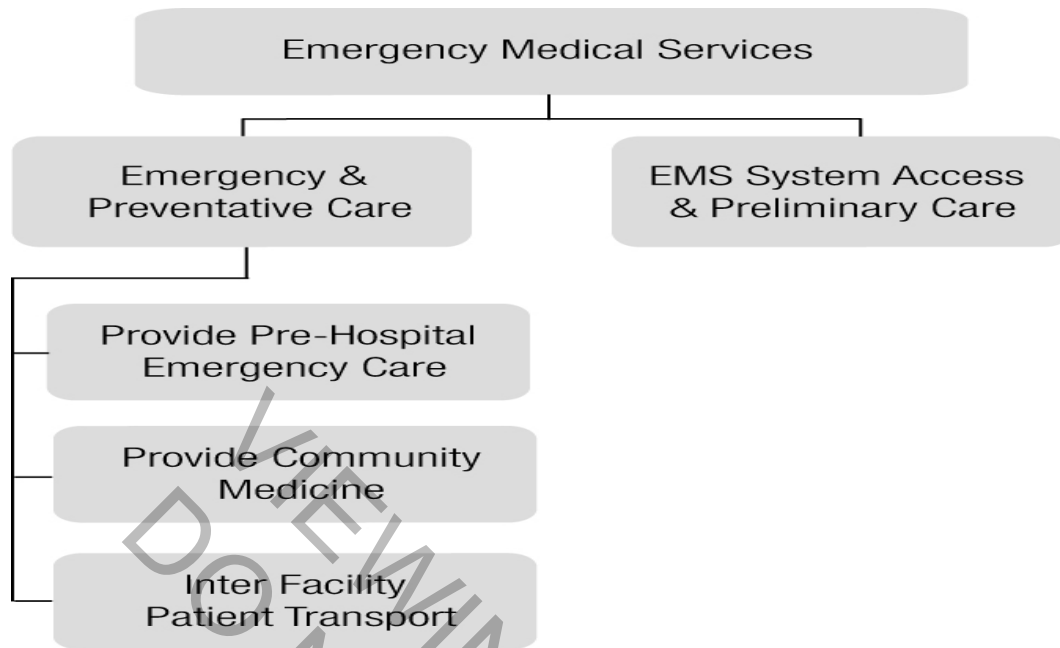 Emergency Medical Services
Emergency &
Preventative Care
EMS System Access
& Preliminary Care
Provide Pre-Hospital
Emergency Care
Provide Community
Medicine
Inter Facility
Patient Transport